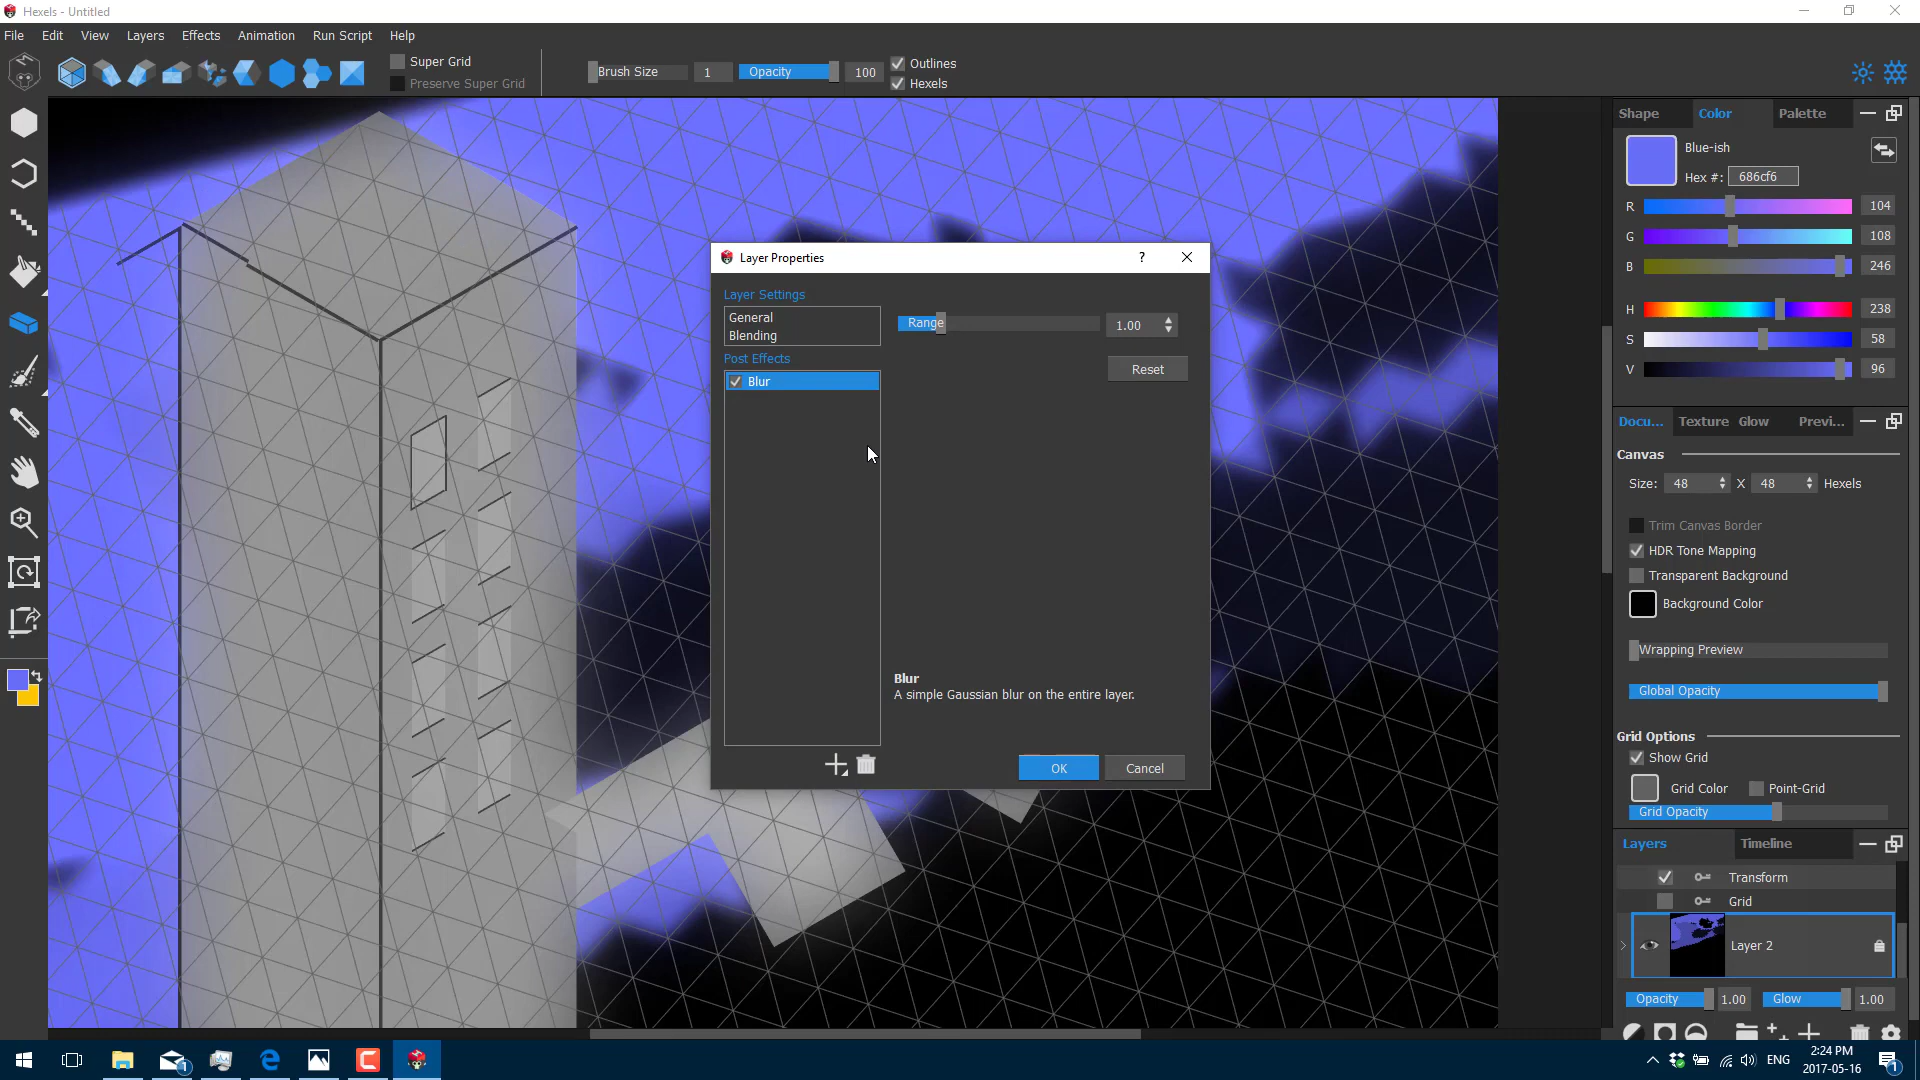 Hexels - Untitled
File Edit View Layers Effects Animation Run Script Help
Super Grid
Preserve Super Grid
Brush Size 1 Opacity 100
Outlines
Hexels
Shape Color Palette
Blue-ish
Hex #: 686cf6
R 104
G 108
B 246
H 238
S 58
V 96
Layer Properties
?
Layer Settings
General
Blending
Range 1.00
Post Effects
Blur
Reset
Blur
A simple Gaussian blur on the entire layer.
OK Cancel
Docu... Texture Glow Previ...
Canvas
Size: 48 X 48 Hexels
Trim Canvas Border
HDR Tone Mapping
Transparent Background
Background Color
Wrapping Preview
Global Opacity
Grid Options
Show Grid
Grid Color Point-Grid
Grid Opacity
Layers Timeline
Transform
Grid
Layer 2
Opacity 1.00 Glow 1.00
1
ENG
2:24 PM
2017-05-16
1